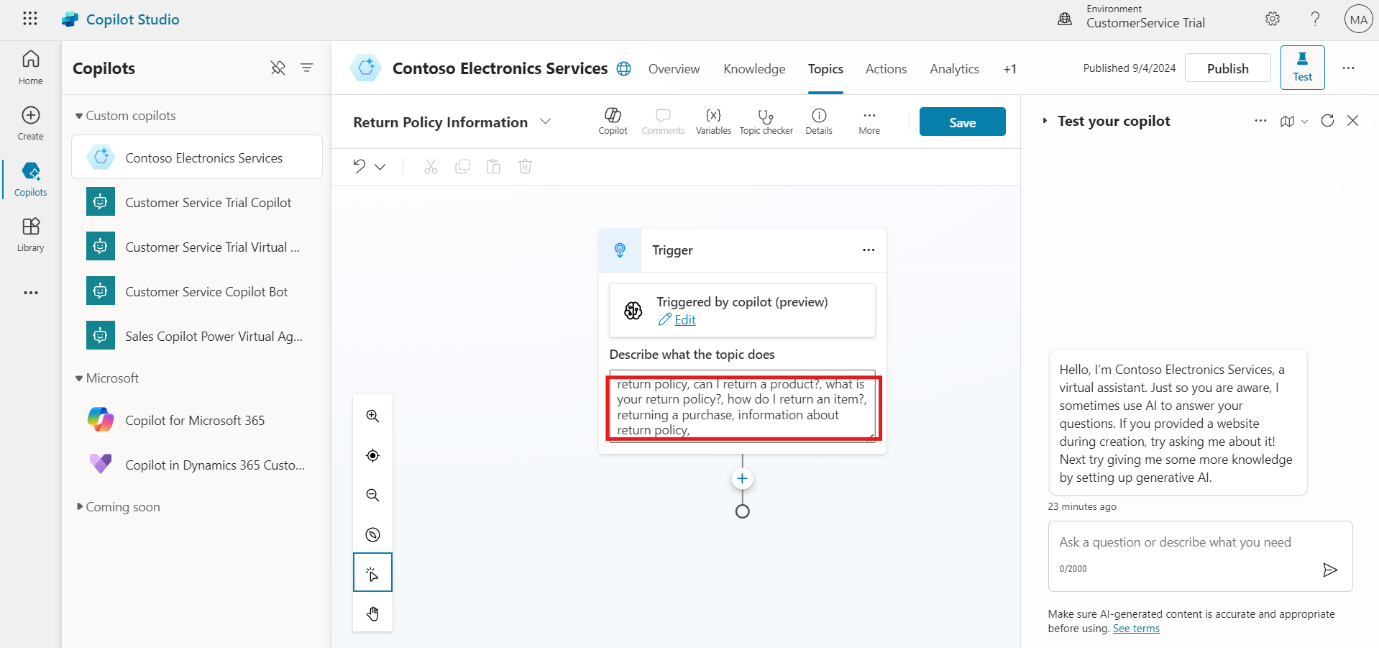 Copilot Studio
Environment
CustomerService Trial
?
MA
Home
Create
Copilots
Library
Copilots
Custom copilots
Contoso Electronics Services
Customer Service Trial Copilot
Customer Service Trial Virtual ...
Customer Service Copilot Bot
Sales Copilot Power Virtual Ag...
Microsoft
Copilot for Microsoft 365
Copilot in Dynamics 365 Custo...
Coming soon
Contoso Electronics Services
Overview
Knowledge
Topics
Actions
Analytics
+1
Published 9/4/2024
Publish
Test
Return Policy Information
Copilot
Comments
{x}
Variables
Topic checker
Details
More
Save
Trigger
Triggered by copilot (preview)
Edit
Describe what the topic does
return policy, can I return a product?, what is
your return policy?, how do I return an item?,
returning a purchase, information about
return policy,
Test your copilot
Hello, I'm Contoso Electronics Services, a
virtual assistant. Just so you are aware, I
sometimes use AI to answer your
questions. If you provided a website
during creation, try asking me about it!
Next try giving me some more knowledge
by setting up generative AI.
23 minutes ago
Ask a question or describe what you need
0/2000
Make sure AI-generated content is accurate and appropriate
before using. See terms